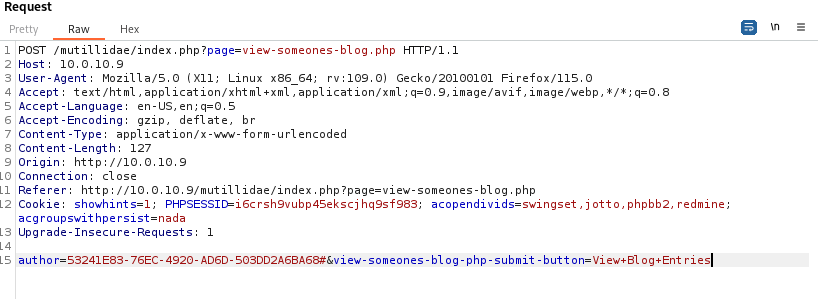 Request
Pretty Raw Hex \n
1 POST /mutillidae/index.php?page=view-someones-blog.php HTTP/1.1
2 Host: 10.0.10.9
3 User-Agent: Mozilla/5.0 (X11; Linux x86_64; rv:109.0) Gecko/20100101 Firefox/115.0
4 Accept: text/html,application/xhtml+xml,application/xml;q=0.9,image/avif,image/webp,*/*;q=0.8
5 Accept-Language: en-US,en;q=0.5
6 Accept-Encoding: gzip, deflate, br
7 Content-Type: application/x-www-form-urlencoded
8 Content-Length: 127
9 Origin: http://10.0.10.9
10 Connection: close
11 Referer: http://10.0.10.9/mutillidae/index.php?page=view-someones-blog.php
12 Cookie: showhints=1; PHPSESSID=i6crsh9vubp45ekscjhq9sf983; acopendivids=swingset,jotto,phpbb2,redmine;
acgroupswithpersist=nada
13 Upgrade-Insecure-Requests: 1
14
15 author=53241E83-76EC-4920-AD6D-503DD2A6BA68#&view-someones-blog-php-submit-button=View+Blog+Entries